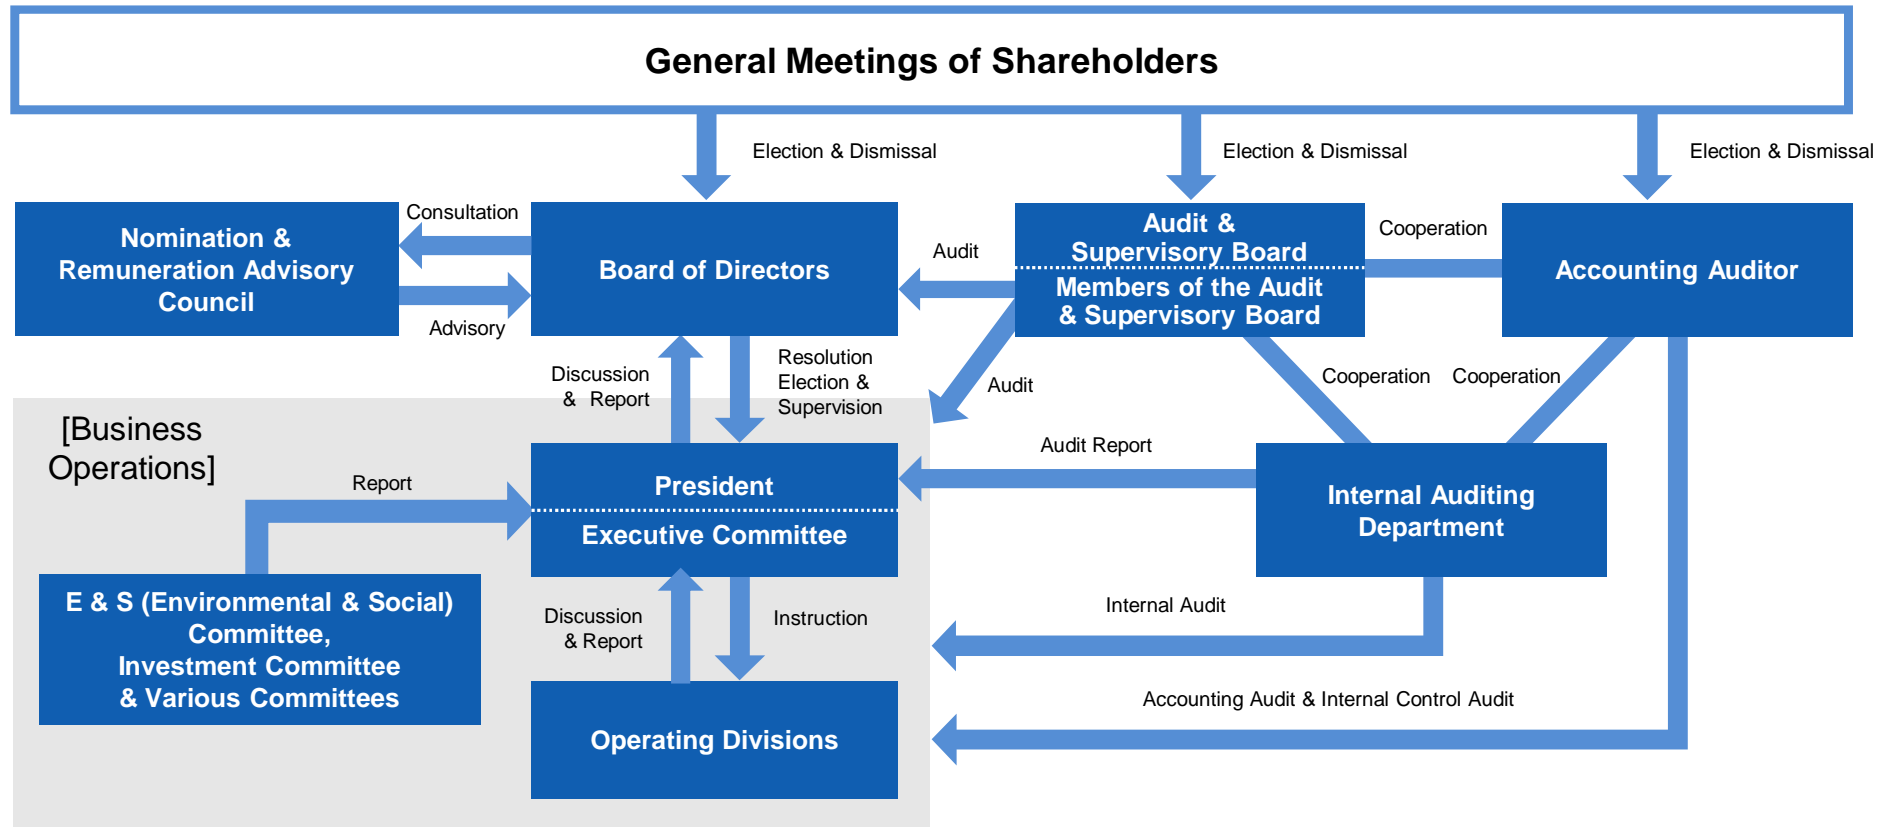 General Meetings of Shareholders
Election & Dismissal
Election & Dismissal
Election & Dismissal
Nomination &
Remuneration Advisory
Council
Consultation
Advisory
Board of Directors
Audit
Audit &
Supervisory Board
Members of the Audit
& Supervisory Board
Cooperation
Accounting Auditor
Discussion
& Report
Resolution
Election &
Supervision
Audit
Cooperation
Cooperation
[Business
Operations]
Report
President
Executive Committee
Audit Report
Internal Auditing
Department
E & S (Environmental & Social)
Committee,
Investment Committee
& Various Committees
Discussion
& Report
Instruction
Internal Audit
Accounting Audit & Internal Control Audit
Operating Divisions